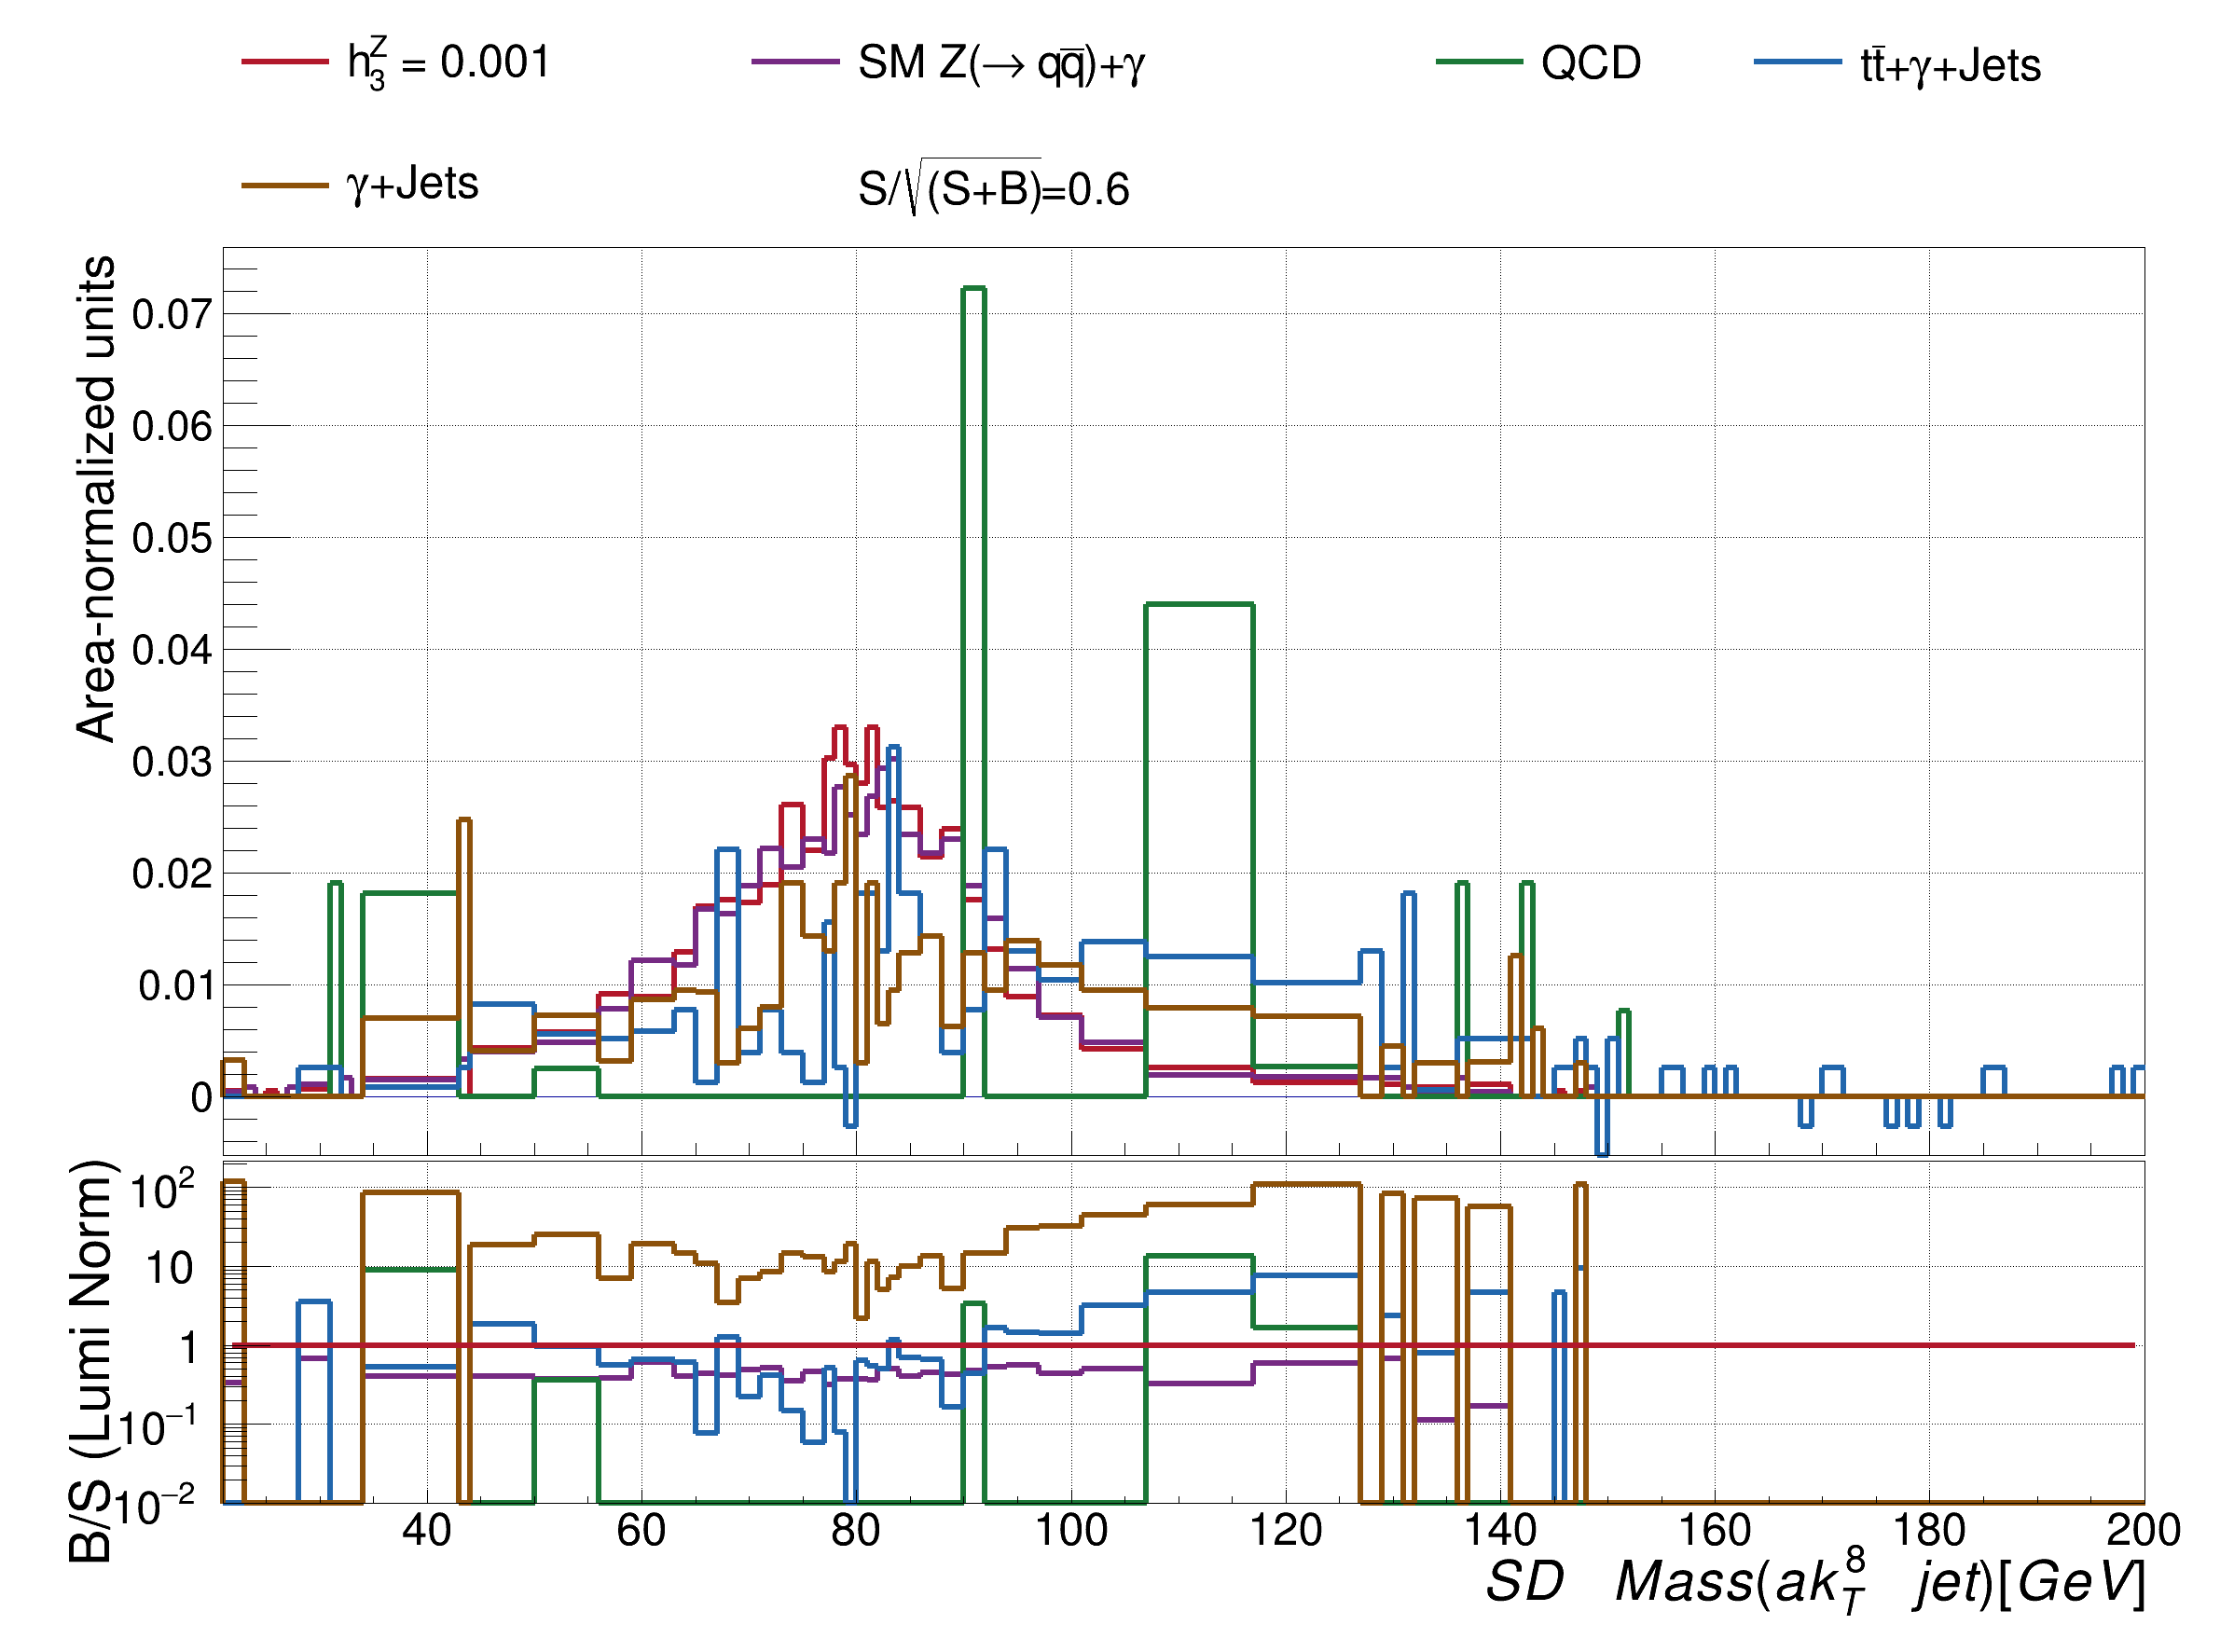 h₃ᶻ = 0.001
SM Z(→ qq̅)+γ
QCD
tt̅+γ+Jets
γ+Jets
S/√(S+B)=0.6
Area-normalized units
0.07
0.06
0.05
0.04
0.03
0.02
0.01
0
B/S (Lumi Norm)
10²
10
1
10⁻¹
10⁻²
40 60 80 100 120 140 160 180 200
SD Mass(ak_T^8 jet)[GeV]